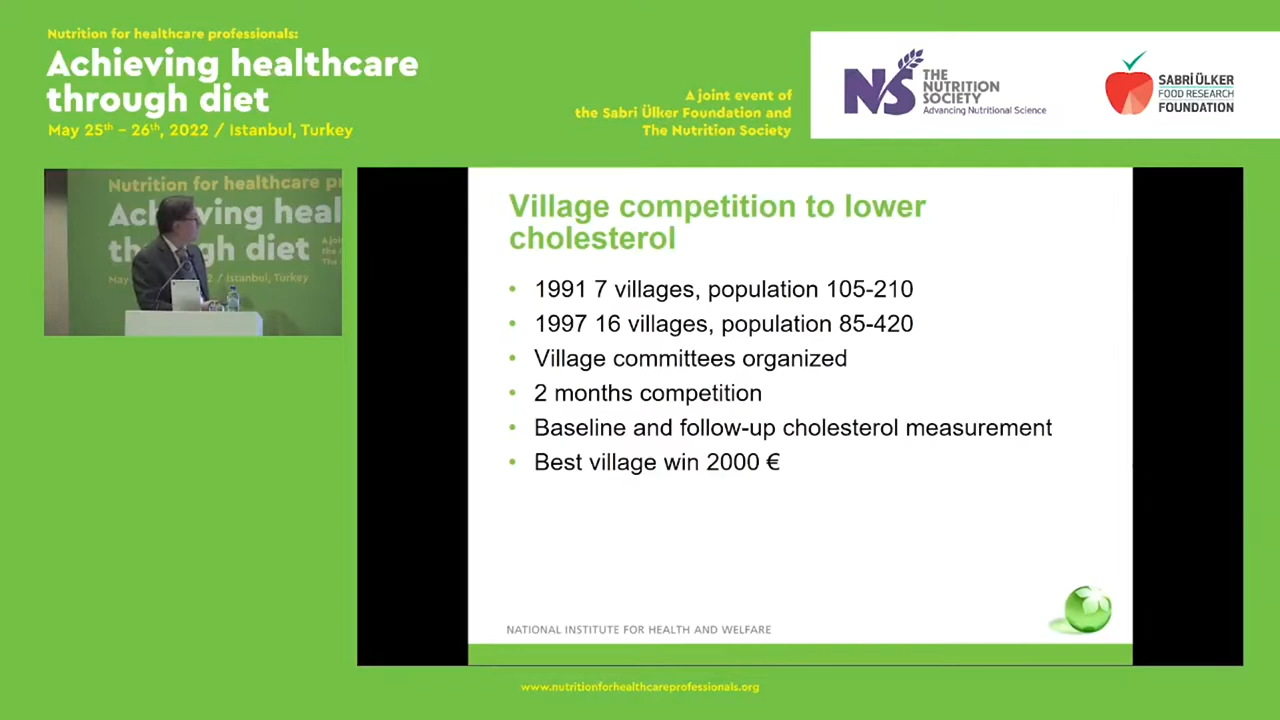 Nutrition for healthcare professionals:
Achieving healthcare
through diet
May 25th – 26th, 2022 / Istanbul, Turkey
A joint event of
the Sabri Ülker Foundation and
The Nutrition Society
NS
THE
NUTRITION
SOCIETY
Advancing Nutritional Science
SABRİ ÜLKER
FOOD RESEARCH
FOUNDATION
Nutrition for healthcare pr
Achieving heal
through diet
/ Istanbul, Turkey
Village competition to lower
cholesterol
• 1991 7 villages, population 105-210
• 1997 16 villages, population 85-420
• Village committees organized
• 2 months competition
• Baseline and follow-up cholesterol measurement
• Best village win 2000 €
NATIONAL INSTITUTE FOR HEALTH AND WELFARE
www.nutritionforhealthcareprofessionals.org